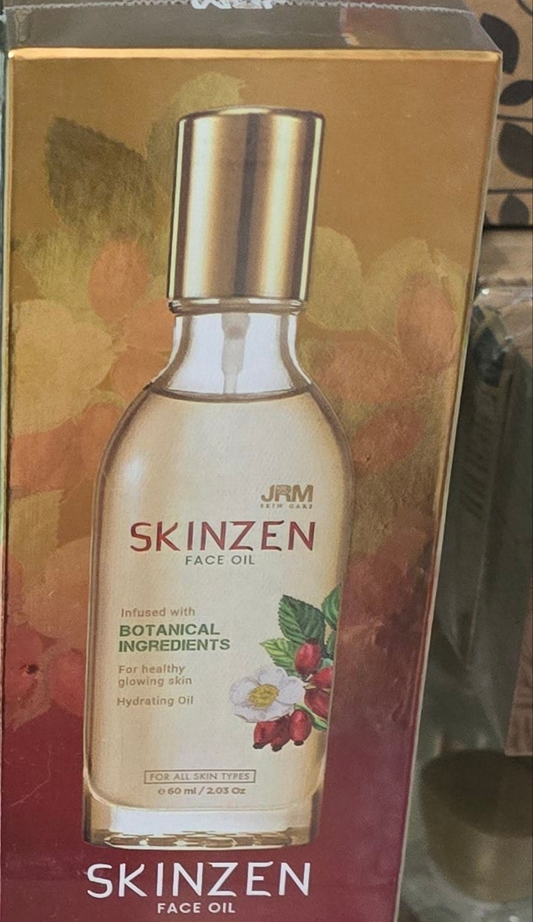 JRM
SKIN CARE
SKINZEN
FACE OIL
Infused with
BOTANICAL
INGREDIENTS
For healthy
glowing skin
Hydrating Oil
FOR ALL SKIN TYPES
℮ 60 ml / 2.03 Oz
SKINZEN
FACE OIL